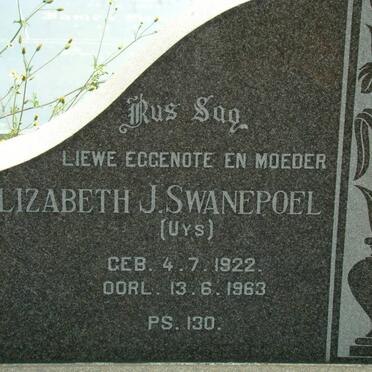 Rus Sag
LIEWE EGGENOTE EN MOEDER
LIZABETH J. SWANEPOEL
(UYS)
GEB. 4.7.1922.
OORL. 13.6.1963
PS. 130.